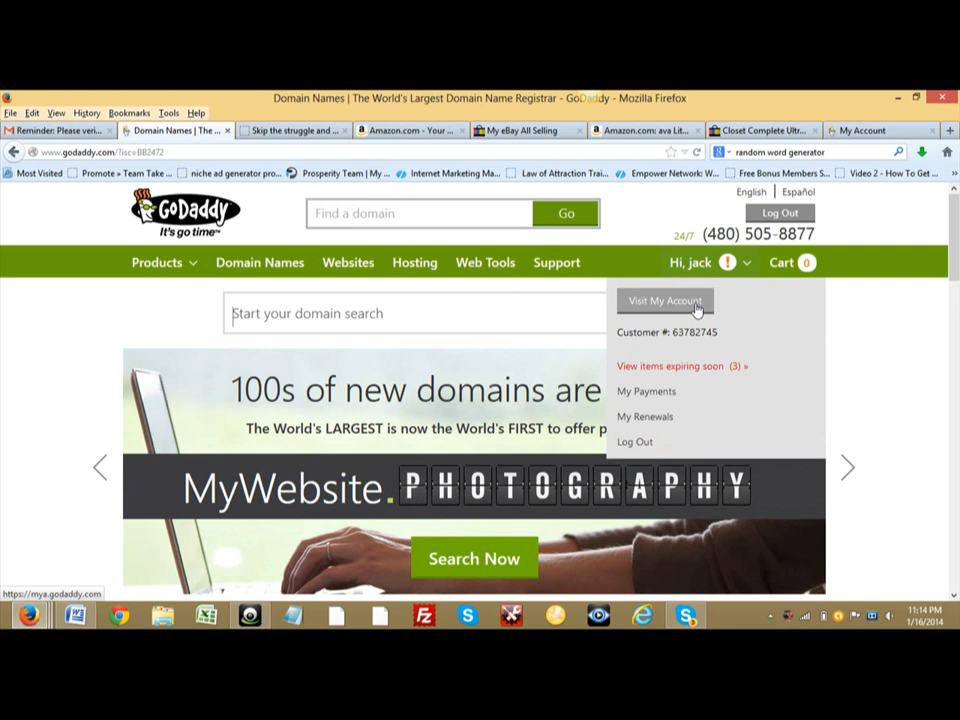 Domain Names | The World's Largest Domain Name Registrar - GoDaddy - Mozilla Firefox
File Edit View History Bookmarks Tools Help
Reminder: Please veri... Domain Names | The ... Skip the struggle and ... Amazon.com - Your ... My eBay All Selling Amazon.com: ava Lit... Closet Complete Ultr... My Account
www.godaddy.com/?isc=BB2472 random word generator
Most Visited Promote » Team Take ... niche ad generator pro... Prosperity Team | My ... Internet Marketing Ma... Law of Attraction Trai... Empower Network: W... Free Bonus Members S... Video 2 - How To Get ...
English | Español
GoDaddy
It's go time™
Find a domain Go
Log Out
24/7 (480) 505-8877
Products Domain Names Websites Hosting Web Tools Support Hi, jack ! Cart 0
Visit My Account
Start your domain search
Customer #: 63782745
View items expiring soon (3) »
My Payments
My Renewals
Log Out
100s of new domains are
The World's LARGEST is now the World's FIRST to offer p
MyWebsite.PHOTOGRAPHY
Search Now
https://mya.godaddy.com
11:14 PM
1/16/2014